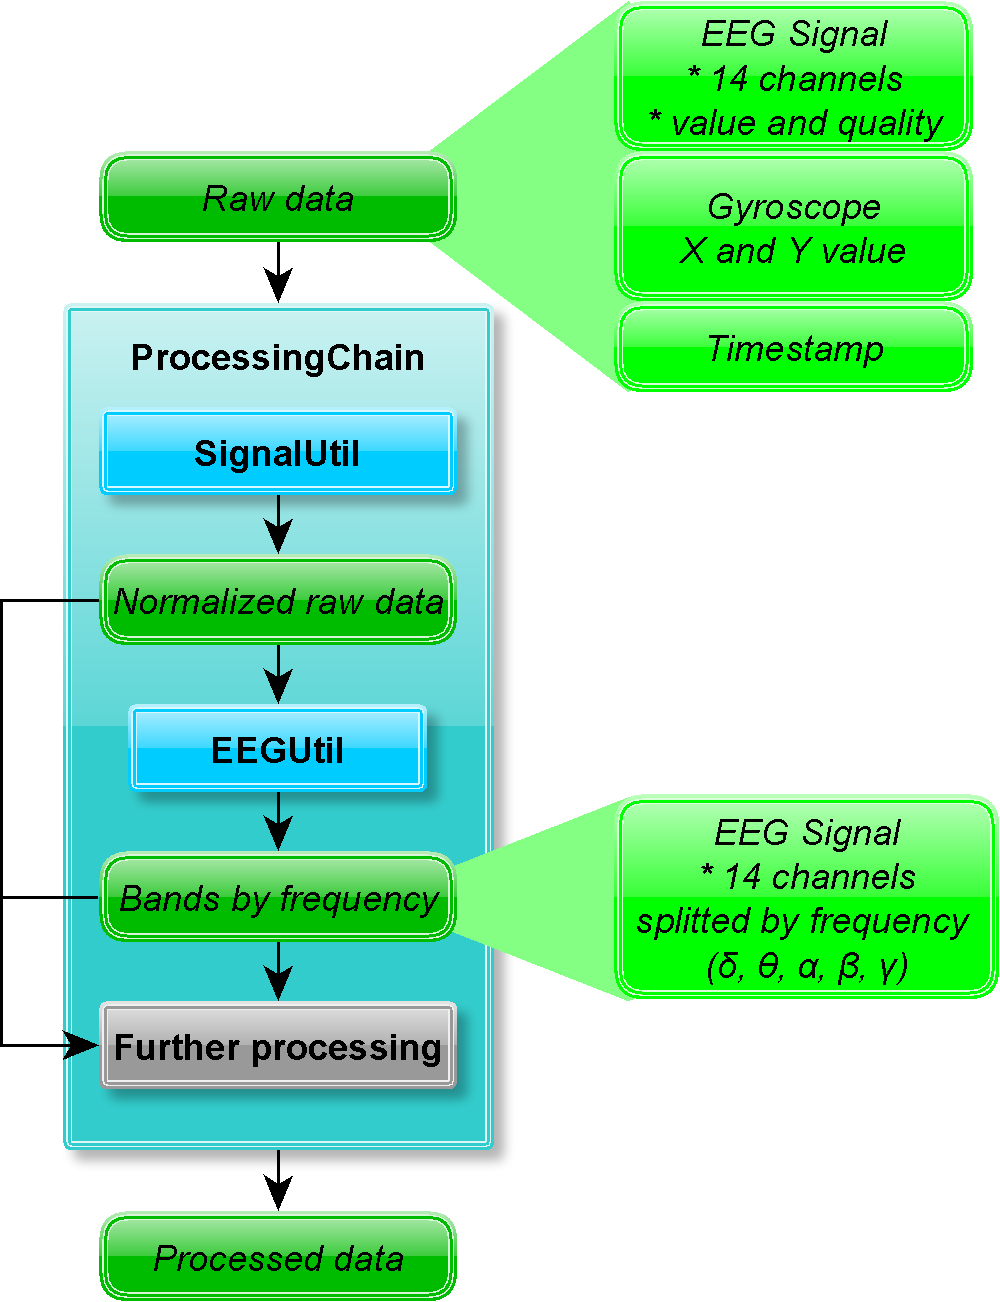 EEG Signal
* 14 channels
* value and quality
Raw data
Gyroscope
X and Y value
Timestamp
ProcessingChain
SignalUtil
Normalized raw data
EEGUtil
Bands by frequency
EEG Signal
* 14 channels
splitted by frequency
(δ, θ, α, β, γ)
Further processing
Processed data